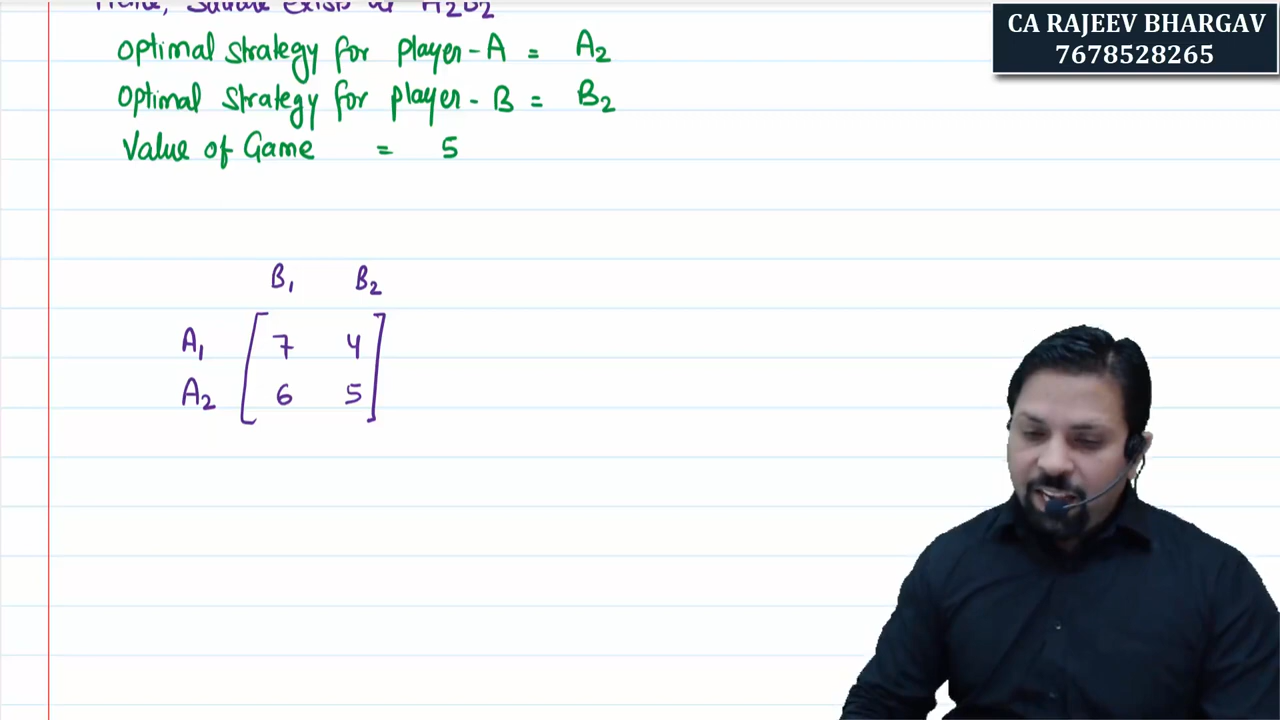 CA RAJEEV BHARGAV
7678528265
A2B2
Optimal strategy for player-A = A2
Optimal strategy for player-B = B2
Value of Game = 5
B1 B2
A1 7 4
A2 6 5